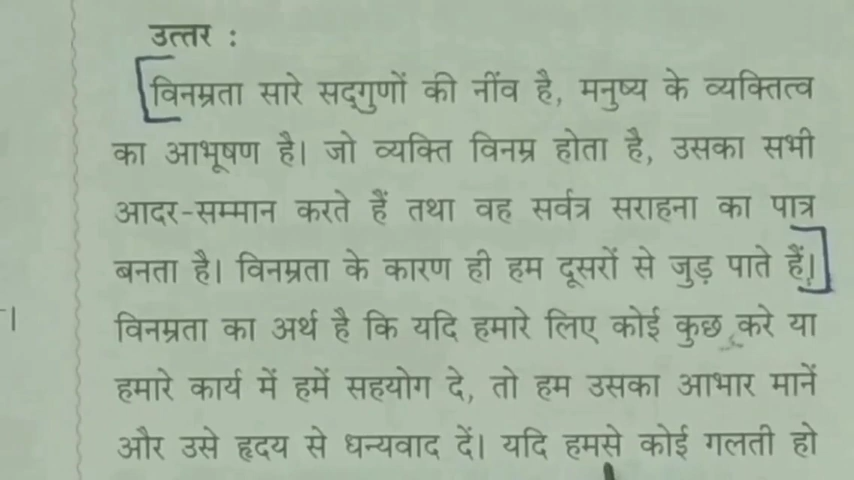 उत्तर :
विनम्रता सारे सद्गुणों की नींव है, मनुष्य के व्यक्तित्व
का आभूषण है। जो व्यक्ति विनम्र होता है, उसका सभी
आदर-सम्मान करते हैं तथा वह सर्वत्र सराहना का पात्र
बनता है। विनम्रता के कारण ही हम दूसरों से जुड़ पाते हैं।
विनम्रता का अर्थ है कि यदि हमारे लिए कोई कुछ करे या
हमारे कार्य में हमें सहयोग दे, तो हम उसका आभार मानें
और उसे हृदय से धन्यवाद दें। यदि हमसे कोई गलती हो